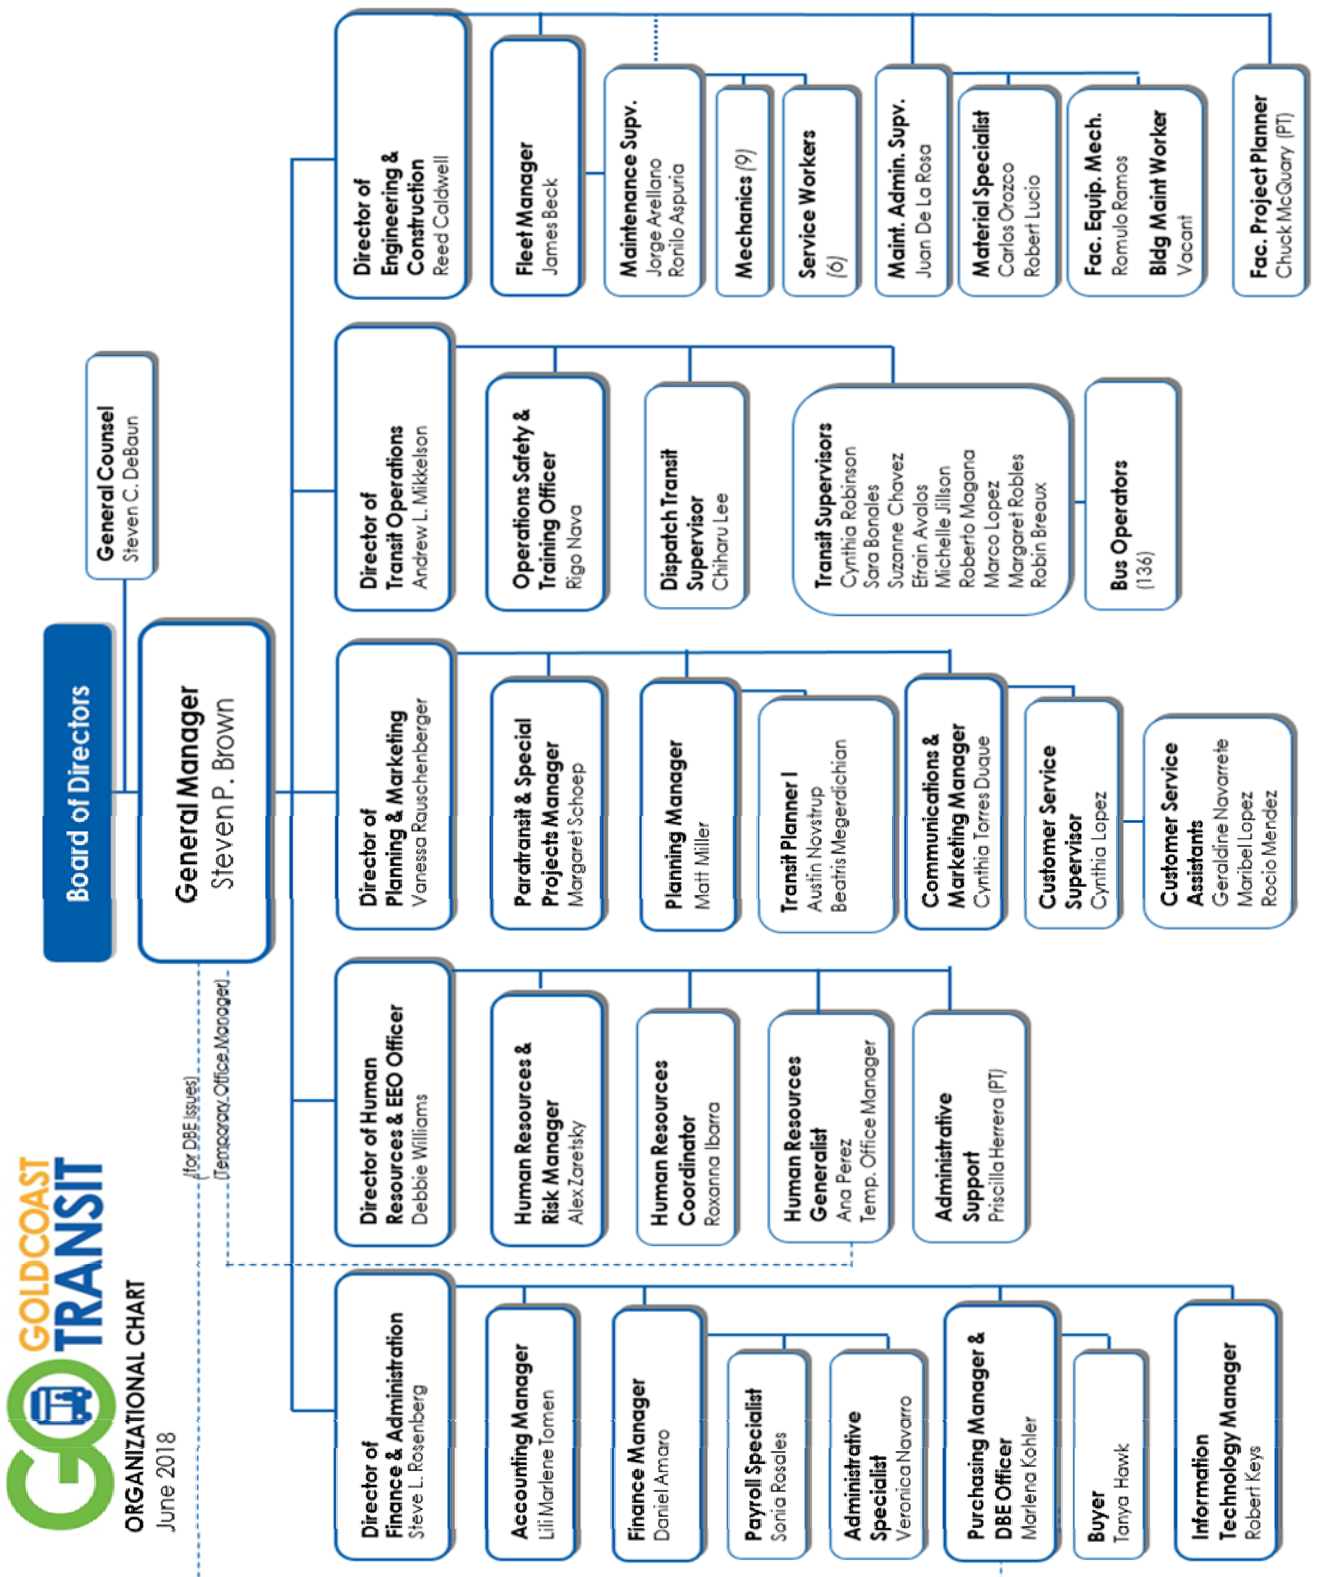 GO GOLDCOAST
TRANSIT
ORGANIZATIONAL CHART
June 2018
Board of Directors
General Counsel
Steven C. DeBaun
General Manager
Steven P. Brown
(for DBE Issues)
(Temporary Office Manager)
Director of
Finance & Administration
Steve L. Rosenberg
Accounting Manager
Lili Marlene Tomen
Finance Manager
Daniel Amaro
Payroll Specialist
Sonia Rosales
Administrative
Specialist
Veronica Navarro
Purchasing Manager &
DBE Officer
Marlena Kohler
Buyer
Tanya Hawk
Information
Technology Manager
Robert Keys
Director of Human
Resources & EEO Officer
Debbie Williams
Human Resources &
Risk Manager
Alex Zaretsky
Human Resources
Coordinator
Roxanna Ibarra
Human Resources
Generalist
Ana Perez
Temp. Office Manager
Administrative
Support
Priscilla Herrera (PT)
Director of
Planning & Marketing
Vanessa Rauschenberger
Paratransit & Special
Projects Manager
Margaret Schoep
Planning Manager
Matt Miller
Transit Planner I
Austin Novstrup
Beatris Megerdichian
Communications &
Marketing Manager
Cynthia Torres Duque
Customer Service
Supervisor
Cynthia Lopez
Customer Service
Assistants
Geraldine Navarrete
Maribel Lopez
Rocio Mendez
Director of
Transit Operations
Andrew L. Mikkelson
Operations Safety &
Training Officer
Rigo Nava
Dispatch Transit
Supervisor
Chiharu Lee
Transit Supervisors
Cynthia Robinson
Sara Bonales
Suzanne Chavez
Efrain Avalos
Michelle Jillson
Roberto Magana
Marco Lopez
Margaret Robles
Robin Breaux
Bus Operators
(136)
Director of
Engineering &
Construction
Reed Caldwell
Fleet Manager
James Beck
Maintenance Supv.
Jorge Arellano
Ronilo Aspuria
Mechanics (9)
Service Workers
(6)
Maint. Admin. Supv.
Juan De La Rosa
Material Specialist
Carlos Orozco
Robert Lucio
Fac. Equip. Mech.
Romulo Ramos
Bldg Maint Worker
Vacant
Fac. Project Planner
Chuck McQuary (PT)